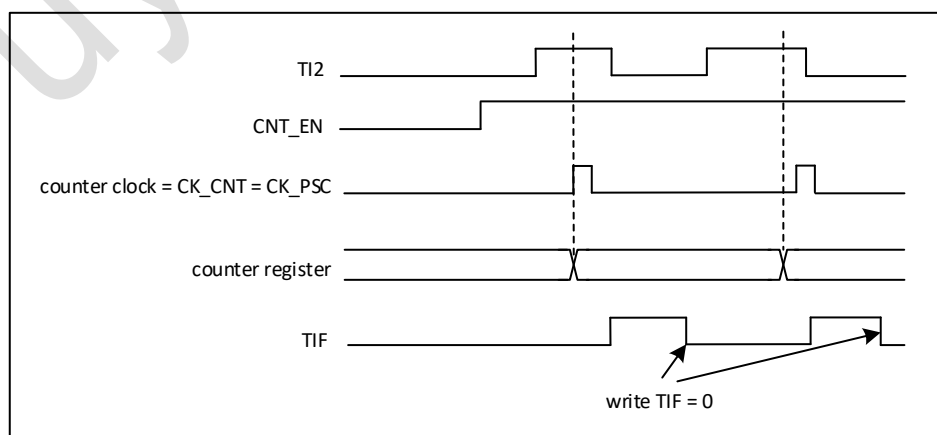 TI2
CNT_EN
counter clock = CK_CNT = CK_PSC
counter register
TIF
write TIF = 0